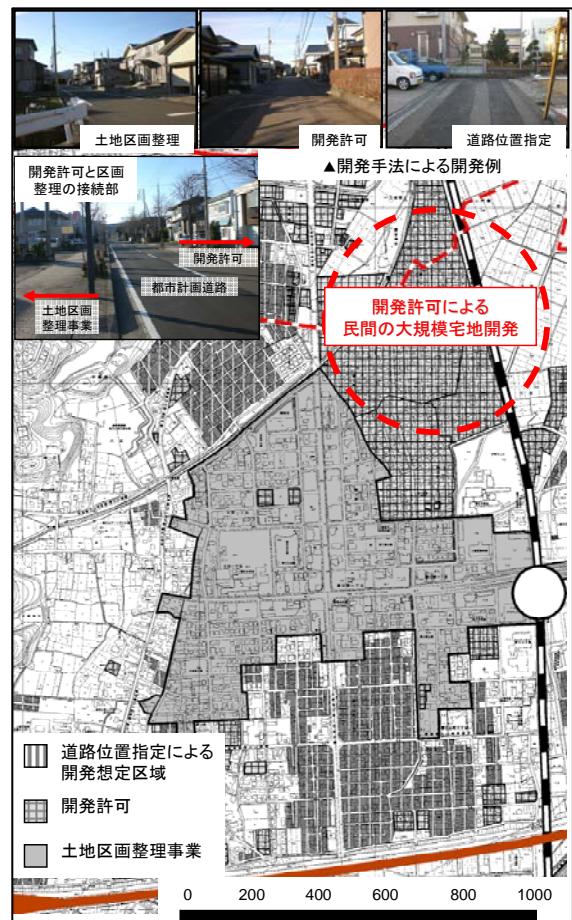 土地区画整理
開発許可
道路位置指定
▲開発手法による開発例
開発許可と区画
整理の接続部
開発許可
都市計画道路
土地区画
整理事業
開発許可による
民間の大規模宅地開発
道路位置指定による
開発想定区域
開発許可
土地区画整理事業
0 200 400 600 800 1000